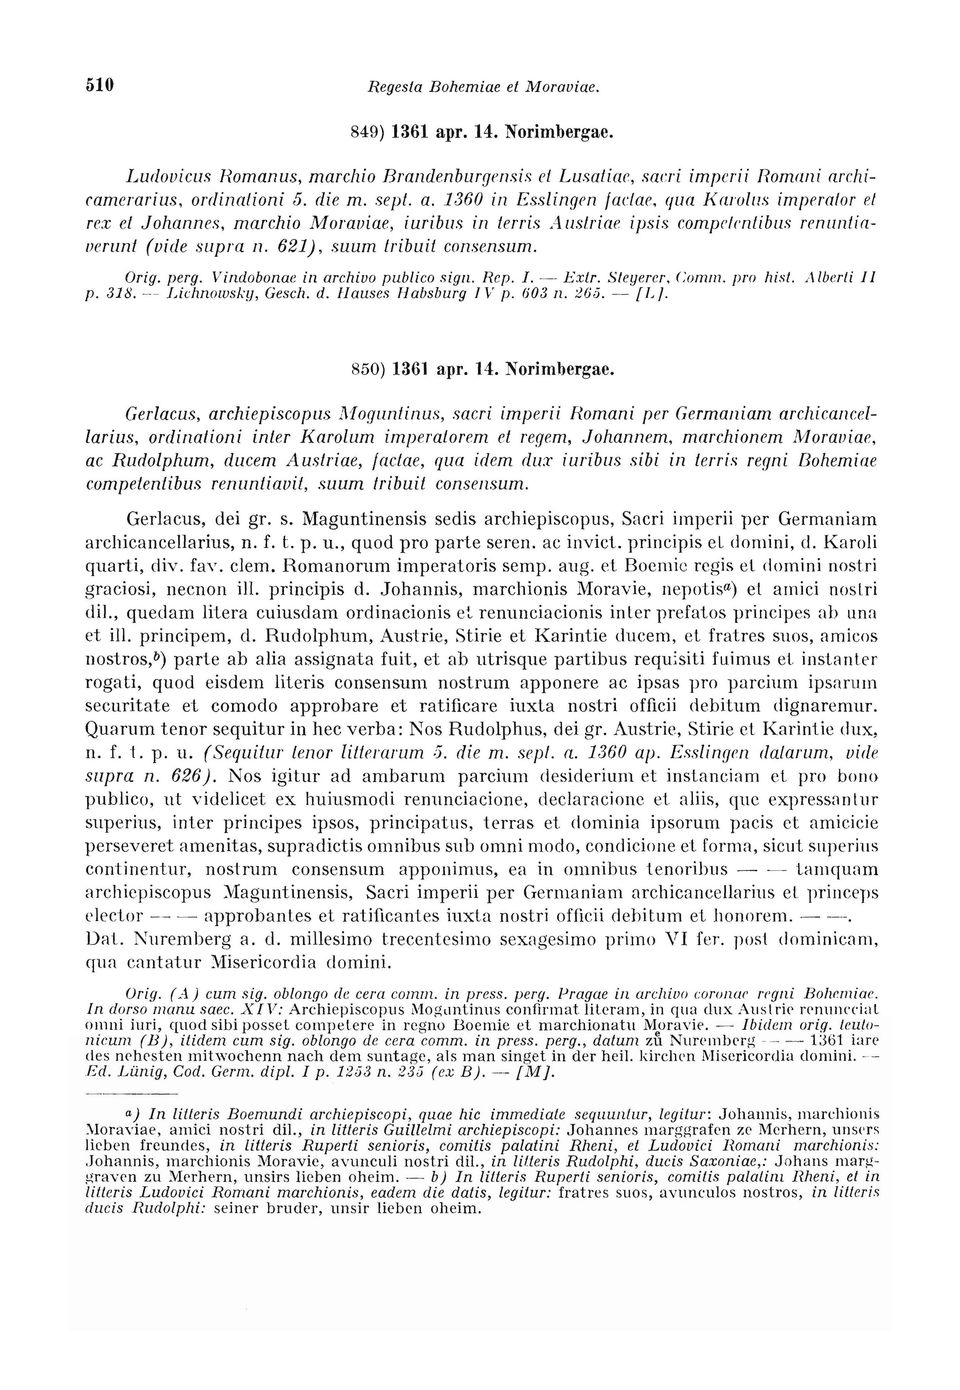 510
Regesta Bohemiae et Moraviae.
849) 1361 apr. 14. Norimbergae.
Ludovicus Romanus, marchio Brandenburgensis et Lusatiae, sacri imperii Romani archi-
camerarius, ordinationi 5. die m. sept. a. 1360 in Esslingen factae, qua Karolus imperator et
rex et Johannes, marchio Moraviae, iuribus in terris Austriae ipsis competentibus renuntia-
verunt (vide supra n. 621), suum tribuit consensum.
Orig. perg. Vindobonae in archivo publico sign. Rep. I. — Extr. Steyerer, Comm. pro hist. Alberti II
p. 318. — Lichnowsky, Gesch. d. Hauses Habsburg IV p. 603 n. 265. — [L].
850) 1361 apr. 14. Norimbergae.
Gerlacus, archiepiscopus Moguntinus, sacri imperii Romani per Germaniam archicancel-
larius, ordinationi inter Karolum imperatorem et regem, Johannem, marchionem Moraviae,
ac Rudolphum, ducem Austriae, factae, qua idem dux iuribus sibi in terris regni Bohemiae
competentibus renuntiavit, suum tribuit consensum.
Gerlacus, dei gr. s. Maguntinensis sedis archiepiscopus, Sacri imperii per Germaniam
archicancellarius, n. f. t. p. u., quod pro parte seren. ac invict. principis et domini, d. Karoli
quarti, div. fav. clem. Romanorum imperatoris semp. aug. et Boemie regis et domini nostri
graciosi, necnon ill. principis d. Johannis, marchionis Moravie, nepotisa) et amici nostri
dil., quedam litera cuiusdam ordinacionis et renunciacionis inter prefatos principes ab una
et ill. principem, d. Rudolphum, Austrie, Stirie et Karintie ducem, et fratres suos, amicos
nostros,b) parte ab alia assignata fuit, et ab utrisque partibus requisiti fuimus et instanter
rogati, quod eisdem literis consensum nostrum apponere ac ipsas pro parcium ipsarum
securitate et comodo approbare et ratificare iuxta nostri officii debitum dignaremur.
Quarum tenor sequitur in hec verba: Nos Rudolphus, dei gr. Austrie, Stirie et Karintie dux,
n. f. t. p. u. (Sequitur tenor litterarum 5. die m. sept. a. 1360 ap. Esslingen datarum, vide
supra n. 626). Nos igitur ad ambarum parcium desiderium et instanciam et pro bono
publico, ut videlicet ex huiusmodi renunciacione, declaracione et aliis, que expressantur
superius, inter principes ipsos, principatus, terras et dominia ipsorum pacis et amicicie
perseveret amenitas, supradictis omnibus sub omni modo, condicione et forma, sicut superius
continentur, nostrum consensum apponimus, ea in omnibus tenoribus — — tamquam
archiepiscopus Maguntinensis, Sacri imperii per Germaniam archicancellarius et princeps
elector — — approbantes et ratificantes iuxta nostri officii debitum et honorem. — —.
Dat. Nuremberg a. d. millesimo trecentesimo sexagesimo primo VI fer. post dominicam,
qua cantatur Misericordia domini.
Orig. (A) cum sig. oblongo de cera comm. in press. perg. Pragae in archivo coronae regni Bohemiae.
In dorso manu saec. XIV: Archiepiscopus Moguntinus confirmat literam, in qua dux Austrie renuncciat
omni iuri, quod sibi posset competere in regno Boemie et marchionatu Moravie. — Ibidem orig. teuto-
nicum (B), itidem cum sig. oblongo de cera comm. in press. perg., datum zů Nuremberg — — 1361 iare
des nehesten mitwochenn nach dem suntage, als man singet in der heil. kirchen Misericordia domini. —
Ed. Lünig, Cod. Germ. dipl. I p. 1253 n. 235 (ex B). — [M].
a) In litteris Boemundi archiepiscopi, quae hic immediate sequuntur, legitur: Johannis, marchionis
Moraviae, amici nostri dil., in litteris Guillelmi archiepiscopi: Johannes marggrafen ze Merhern, unsers
lieben freundes, in litteris Ruperti senioris, comitis palatini Rheni, et Ludovici Romani marchionis:
Johannis, marchionis Moravie, avunculi nostri dil., in litteris Rudolphi, ducis Saxoniae,: Johans marg-
graven zu Merhern, unsirs lieben oheim. — b) In litteris Ruperti senioris, comitis palatini Rheni, et in
litteris Ludovici Romani marchionis, eadem die datis, legitur: fratres suos, avunculos nostros, in litteris
ducis Rudolphi: seiner bruder, unsir lieben oheim.